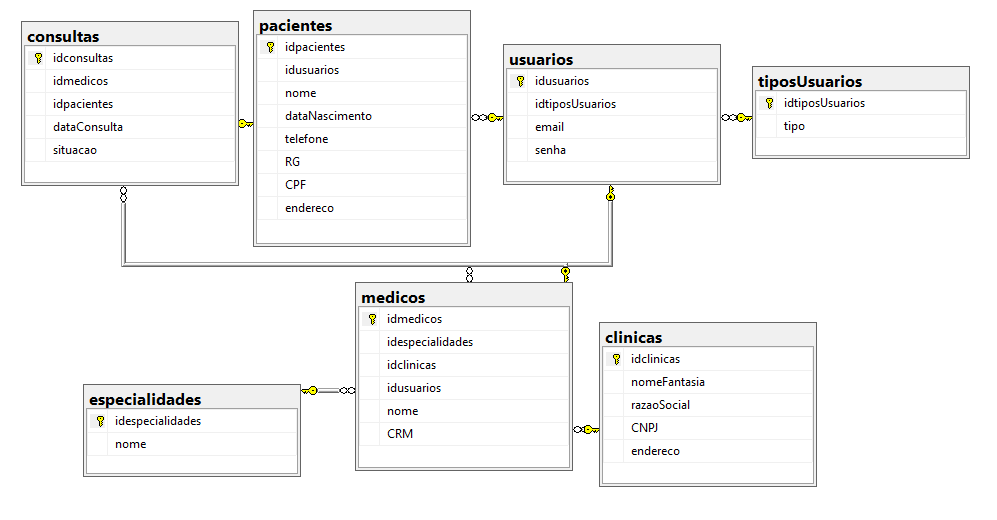 consultas
idconsultas
idmedicos
idpacientes
dataConsulta
situacao
pacientes
idpacientes
idusuarios
nome
dataNascimento
telefone
RG
CPF
endereco
usuarios
idusuarios
idtiposUsuarios
email
senha
tiposUsuarios
idtiposUsuarios
tipo
medicos
idmedicos
idespecialidades
idclinicas
idusuarios
nome
CRM
clinicas
idclinicas
nomeFantasia
razaoSocial
CNPJ
endereco
especialidades
idespecialidades
nome